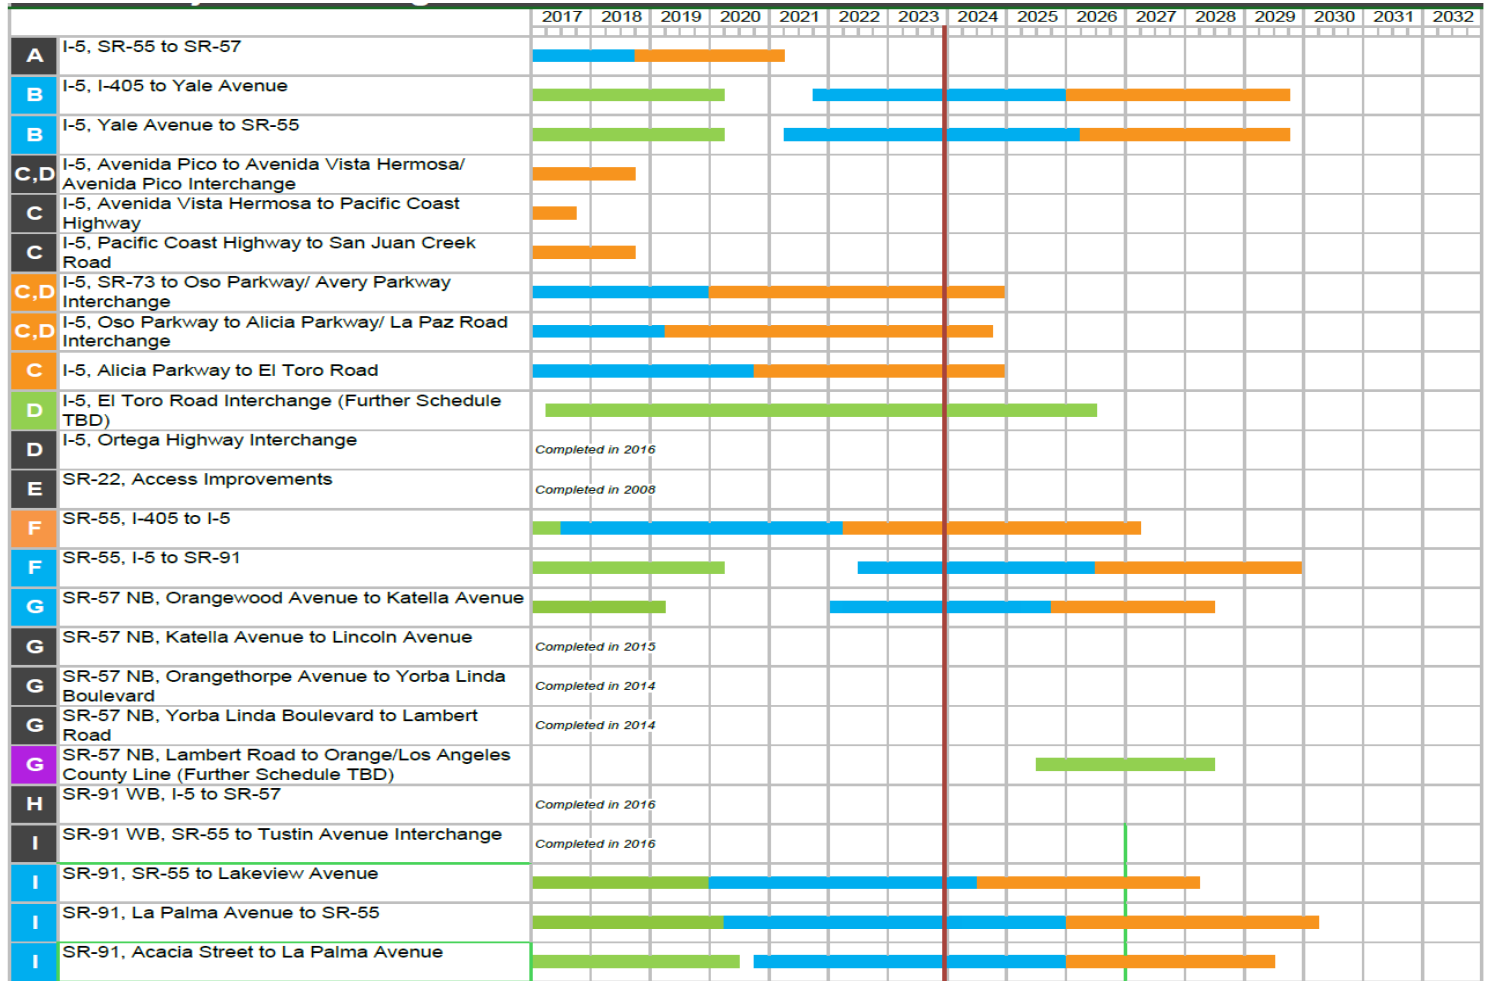 2017 2018 2019 2020 2021 2022 2023 2024 2025 2026 2027 2028 2029 2030 2031 2032
A I-5, SR-55 to SR-57
B I-5, I-405 to Yale Avenue
B I-5, Yale Avenue to SR-55
C,D I-5, Avenida Pico to Avenida Vista Hermosa/
Avenida Pico Interchange
C I-5, Avenida Vista Hermosa to Pacific Coast
Highway
C I-5, Pacific Coast Highway to San Juan Creek
Road
C,D I-5, SR-73 to Oso Parkway/ Avery Parkway
Interchange
C,D I-5, Oso Parkway to Alicia Parkway/ La Paz Road
Interchange
C I-5, Alicia Parkway to El Toro Road
D I-5, El Toro Road Interchange (Further Schedule
TBD)
D I-5, Ortega Highway Interchange Completed in 2016
E SR-22, Access Improvements Completed in 2008
F SR-55, I-405 to I-5
F SR-55, I-5 to SR-91
G SR-57 NB, Orangewood Avenue to Katella Avenue
G SR-57 NB, Katella Avenue to Lincoln Avenue Completed in 2015
G SR-57 NB, Orangethorpe Avenue to Yorba Linda
Boulevard Completed in 2014
G SR-57 NB, Yorba Linda Boulevard to Lambert
Road Completed in 2014
G SR-57 NB, Lambert Road to Orange/Los Angeles
County Line (Further Schedule TBD)
H SR-91 WB, I-5 to SR-57 Completed in 2016
I SR-91 WB, SR-55 to Tustin Avenue Interchange Completed in 2016
I SR-91, SR-55 to Lakeview Avenue
I SR-91, La Palma Avenue to SR-55
I SR-91, Acacia Street to La Palma Avenue